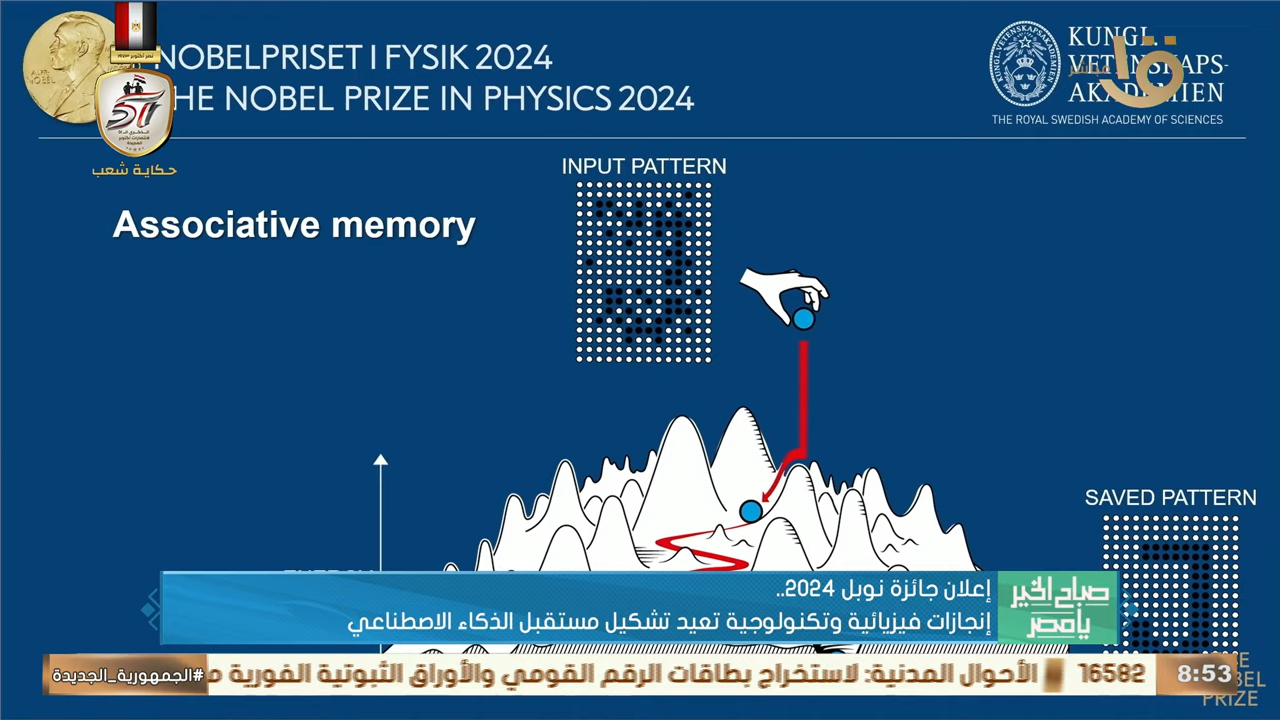 NOBELPRISET I FYSIK 2024
THE NOBEL PRIZE IN PHYSICS 2024
KUNGL.
VETENSKAPS-
AKADEMIEN
THE ROYAL SWEDISH ACADEMY OF SCIENCES
حكاية شعب
INPUT PATTERN
Associative memory
SAVED PATTERN
صباح الخير
يا مصر
إعلان جائزة نوبل 2024..
إنجازات فيزيائية وتكنولوجية تعيد تشكيل مستقبل الذكاء الاصطناعي
8:53
16582
الأحوال المدنية: لاستخراج بطاقات الرقم القومي والأوراق الثبوتية الفورية
#الجمهورية_الجديدة
PRIZE